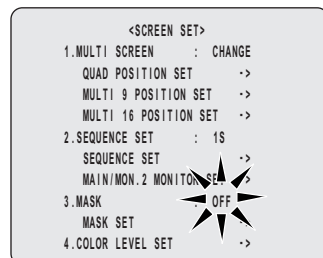 <SCREEN SET>
1.MULTI SCREEN : CHANGE
QUAD POSITION SET ->
MULTI 9 POSITION SET ->
MULTI 16 POSITION SET ->
2.SEQUENCE SET : 1S
SEQUENCE SET ->
MAIN/MON.2 MONITOR SET ->
3.MASK : OFF
MASK SET ->
4.COLOR LEVEL SET ->